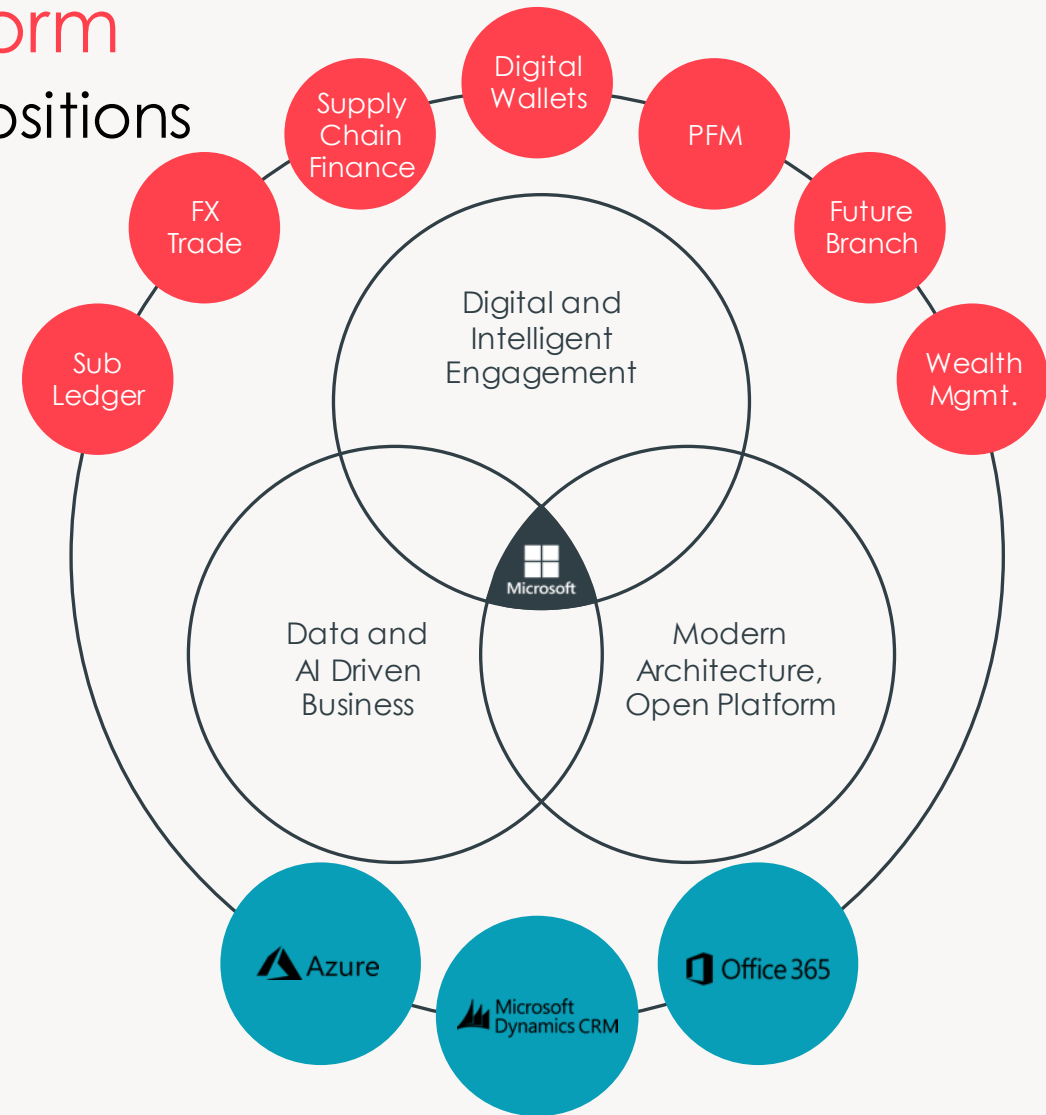 orm
ositions
Digital
Wallets
Supply
Chain
Finance
PFM
FX
Trade
Future
Branch
Sub
Ledger
Wealth
Mgmt.
Digital and
Intelligent
Engagement
Microsoft
Data and
AI Driven
Business
Modern
Architecture,
Open Platform
Azure
Microsoft
Dynamics CRM
Office 365